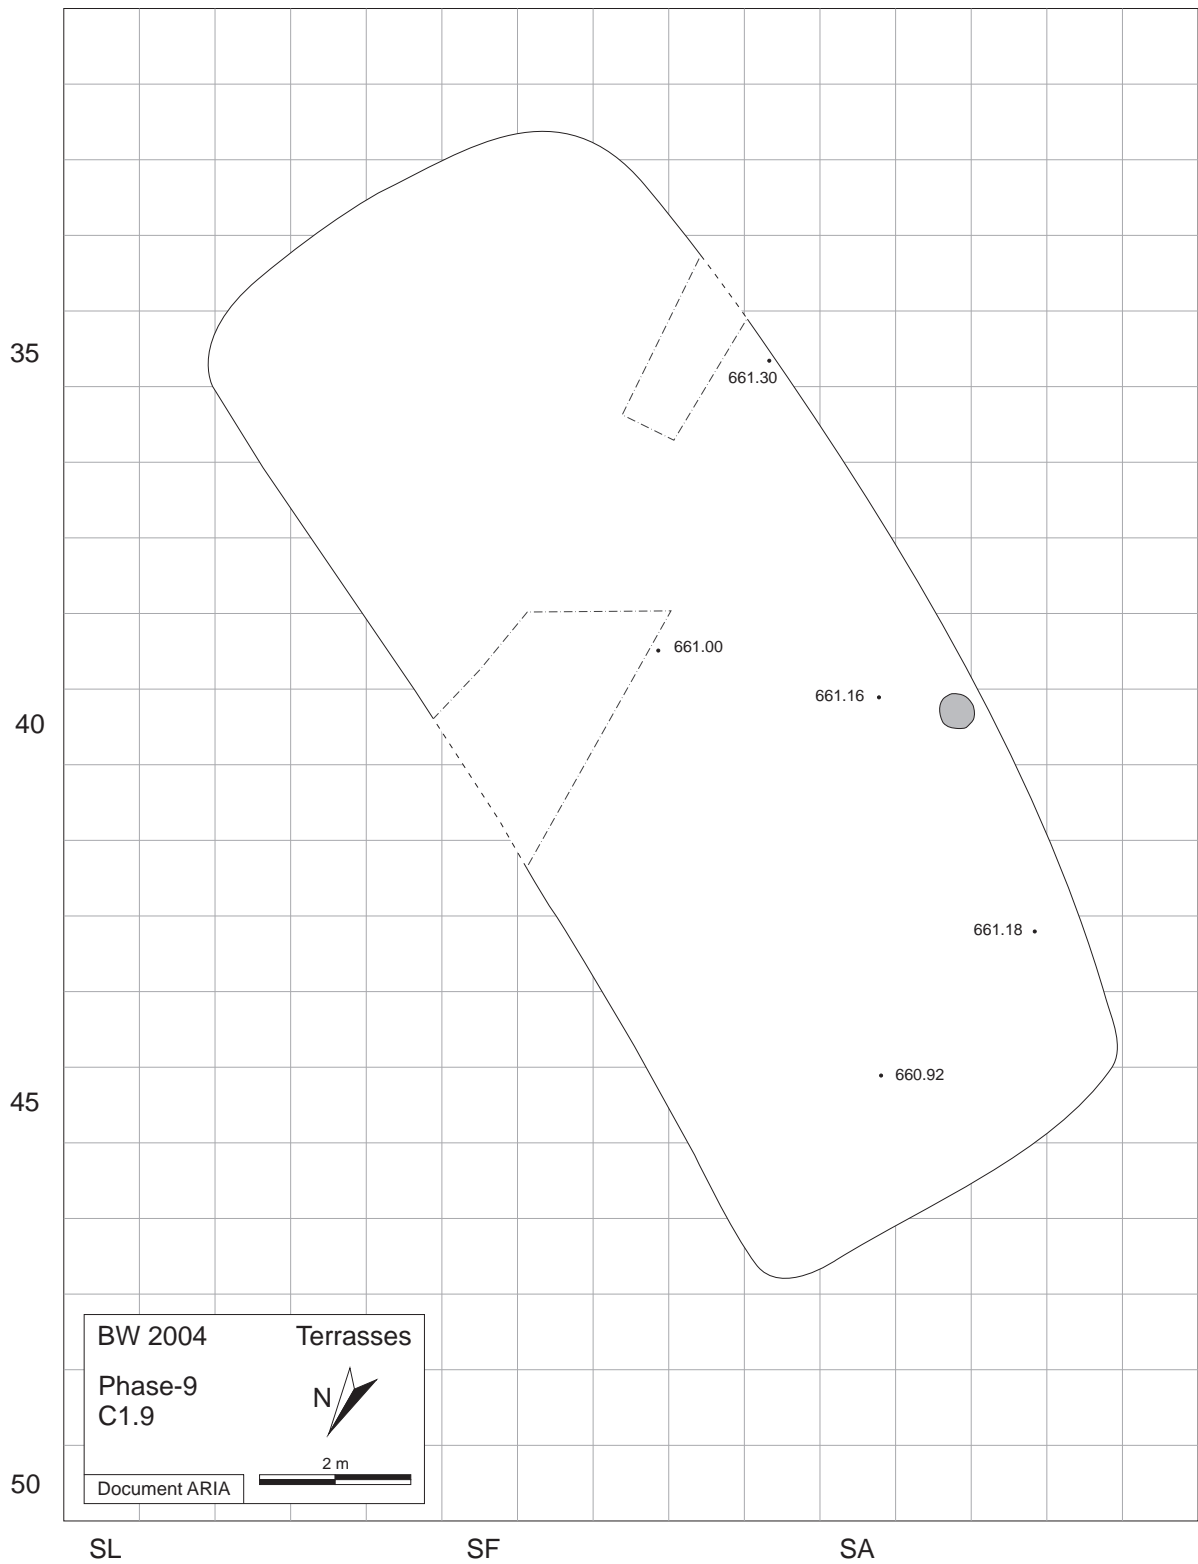 35
661.30
661.00
661.16
40
661.18
660.92
45
BW 2004 Terrasses
Phase-9
C1.9
N
2 m
Document ARIA
50
SL SF SA